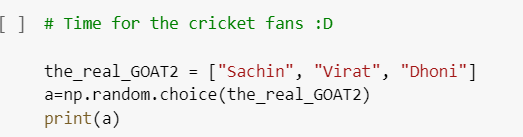 [ ] # Time for the cricket fans :D
the_real_GOAT2 = ["Sachin", "Virat", "Dhoni"]
a=np.random.choice(the_real_GOAT2)
print(a)